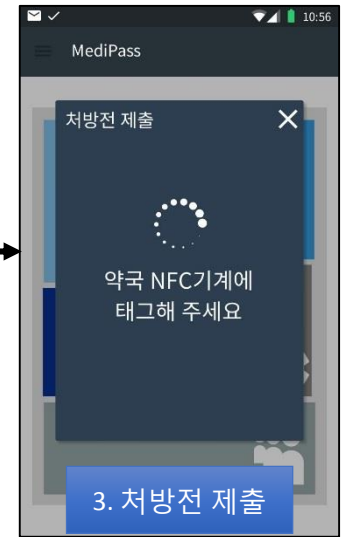 10:56
MediPass
처방전 제출
약국 NFC기계에
태그해 주세요
3. 처방전 제출